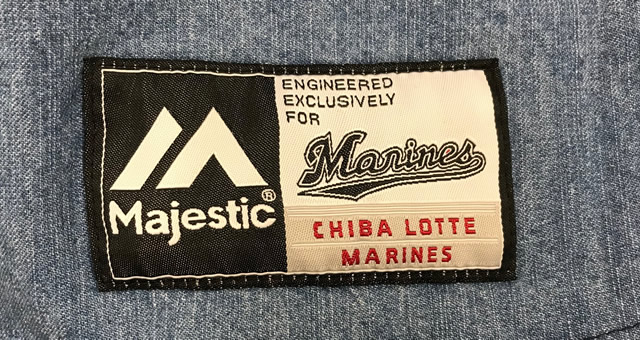 Majestic®
ENGINEERED
EXCLUSIVELY
FOR
Marines
CHIBA LOTTE
MARINES